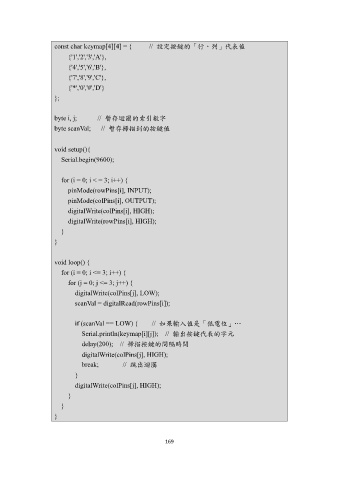 const char keymap[4][4] = {      // 設定按鍵的「行、列」代表值
{'1','2','3','A'},
{'4','5','6','B'},
{'7','8','9','C'},
{'*','0','#','D'}
};
byte i, j;      // 暫存迴圈的索引數字
byte scanVal;   // 暫存掃描到的按鍵值
void setup(){
Serial.begin(9600);
for (i = 0; i < = 3; i++) {
pinMode(rowPins[i], INPUT);
pinMode(colPins[i], OUTPUT);
digitalWrite(colPins[i], HIGH);
digitalWrite(rowPins[i], HIGH);
}
}
void loop() {
for (i = 0; i <= 3; i++) {
for (j = 0; j <= 3; j++) {
digitalWrite(colPins[j], LOW);
scanVal = digitalRead(rowPins[i]);
if (scanVal == LOW) {    // 如果輸入值是「低電位」…
Serial.println(keymap[i][j]);   // 輸出按鍵代表的字元
delay(200);   // 掃描按鍵的間隔時間
digitalWrite(colPins[j], HIGH);
break;        // 跳出迴圈
}
digitalWrite(colPins[j], HIGH);
}
}
}
169